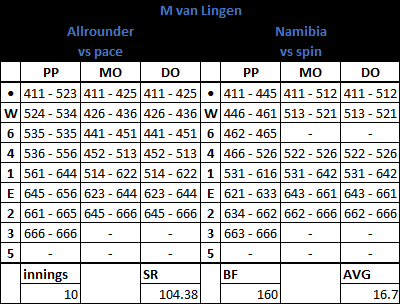 M van Lingen
Allrounder Namibia
vs pace vs spin
PP MO DO PP MO DO
• 411 - 523 411 - 425 411 - 425 • 411 - 445 411 - 512 411 - 512
W 524 - 534 426 - 436 426 - 436 W 446 - 461 513 - 521 513 - 521
6 535 - 535 441 - 451 441 - 451 6 462 - 465 - -
4 536 - 556 452 - 513 452 - 513 4 466 - 526 522 - 526 522 - 526
1 561 - 644 514 - 622 514 - 622 1 531 - 616 531 - 642 531 - 642
E 645 - 656 623 - 644 623 - 644 E 621 - 633 643 - 661 643 - 661
2 661 - 665 645 - 666 645 - 666 2 634 - 662 662 - 666 662 - 666
3 666 - 666 - - 3 663 - 666 - -
5 - - - 5 - - -
innings SR BF AVG
10 104.38 160 16.7